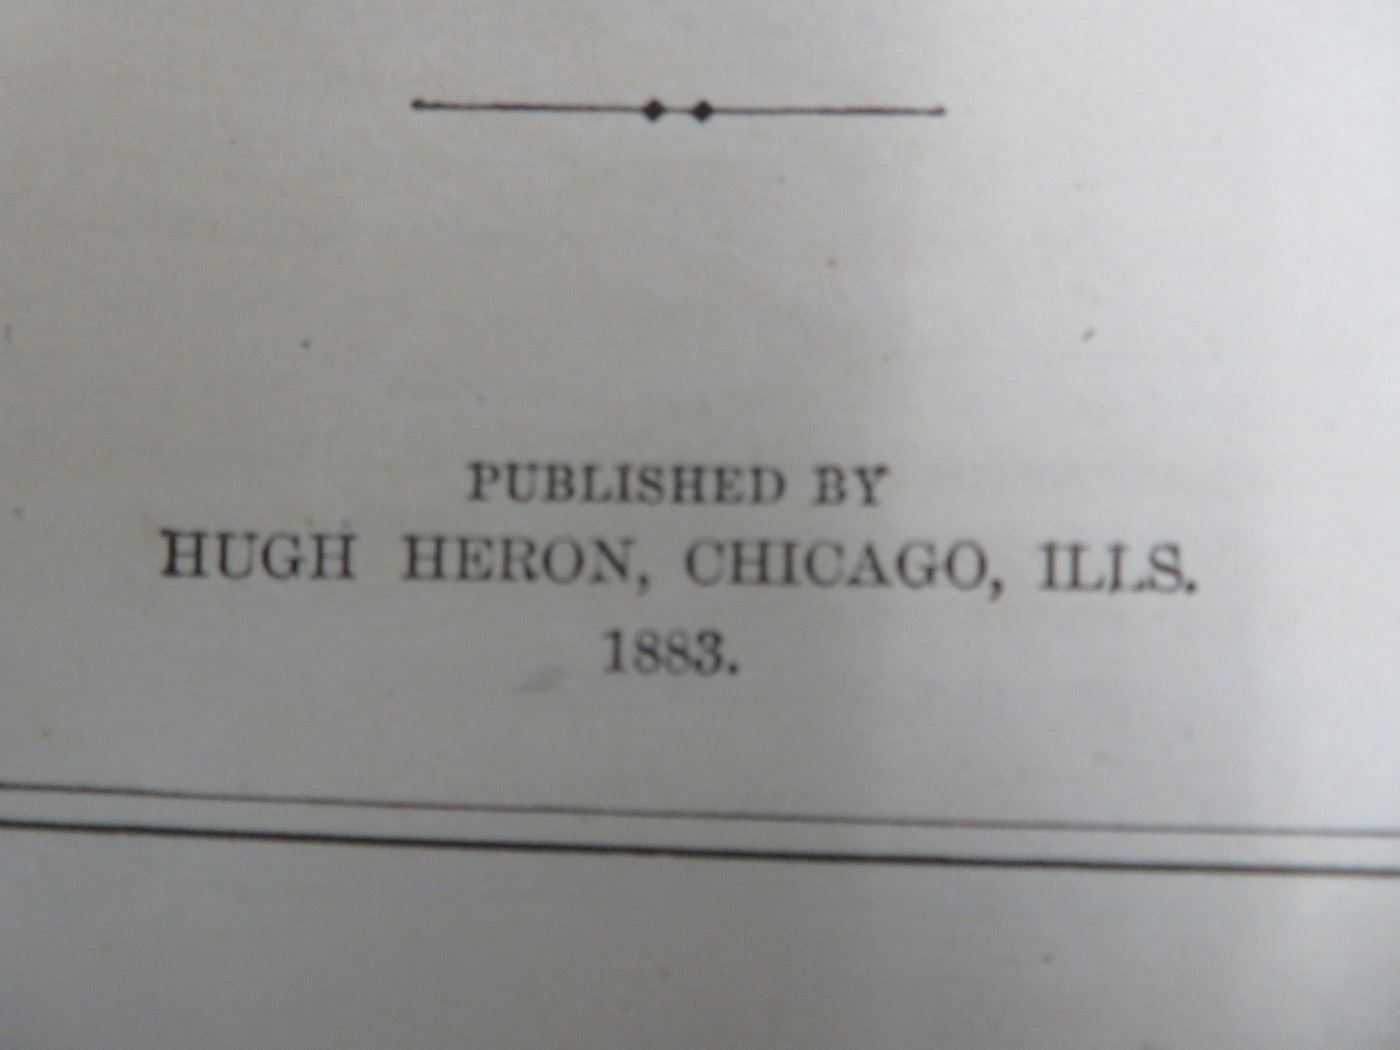 PUBLISHED BY
HUGH HERON, CHICAGO, ILLS.
1883.